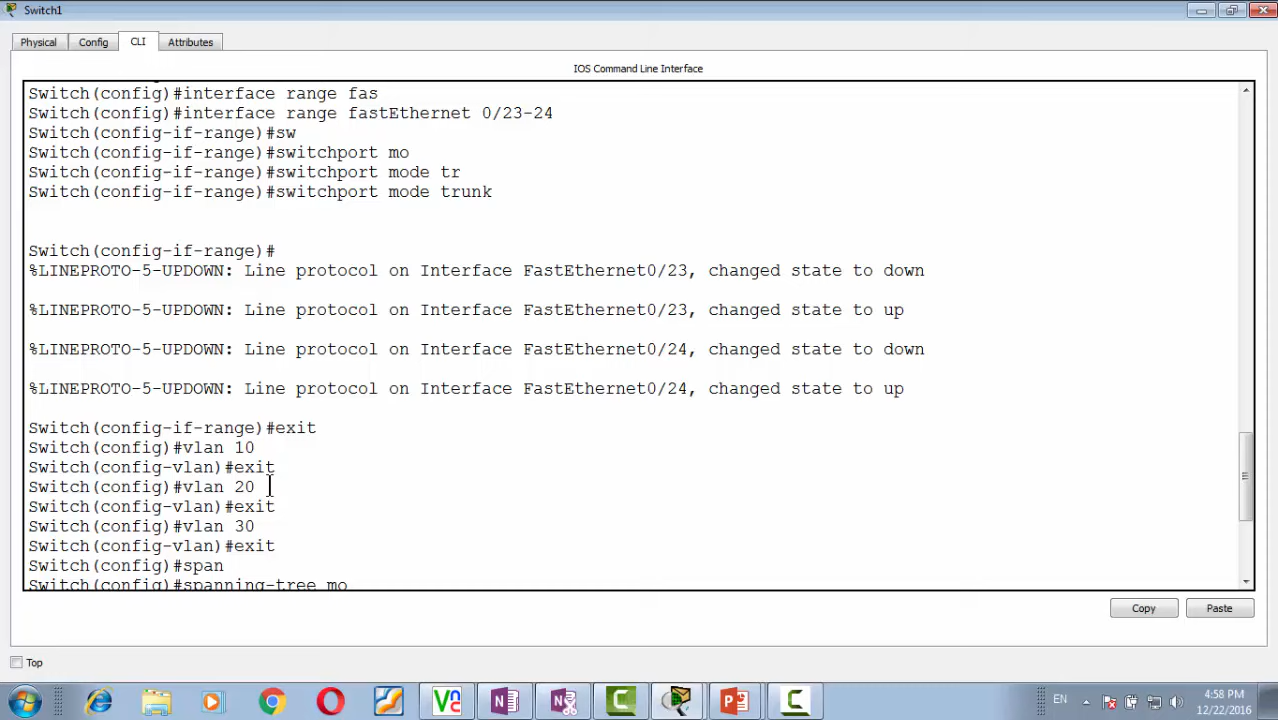 Switch1
Physical
Config
CLI
Attributes
IOS Command Line Interface
Switch(config)#interface range fas
Switch(config)#interface range fastEthernet 0/23-24
Switch(config-if-range)#sw
Switch(config-if-range)#switchport mo
Switch(config-if-range)#switchport mode tr
Switch(config-if-range)#switchport mode trunk
Switch(config-if-range)#
%LINEPROTO-5-UPDOWN: Line protocol on Interface FastEthernet0/23, changed state to down
%LINEPROTO-5-UPDOWN: Line protocol on Interface FastEthernet0/23, changed state to up
%LINEPROTO-5-UPDOWN: Line protocol on Interface FastEthernet0/24, changed state to down
%LINEPROTO-5-UPDOWN: Line protocol on Interface FastEthernet0/24, changed state to up
Switch(config-if-range)#exit
Switch(config)#vlan 10
Switch(config-vlan)#exit
Switch(config)#vlan 20
Switch(config-vlan)#exit
Switch(config)#vlan 30
Switch(config-vlan)#exit
Switch(config)#span
Switch(config)#spanning-tree mo
Copy
Paste
Top
EN
4:58 PM
12/22/2016